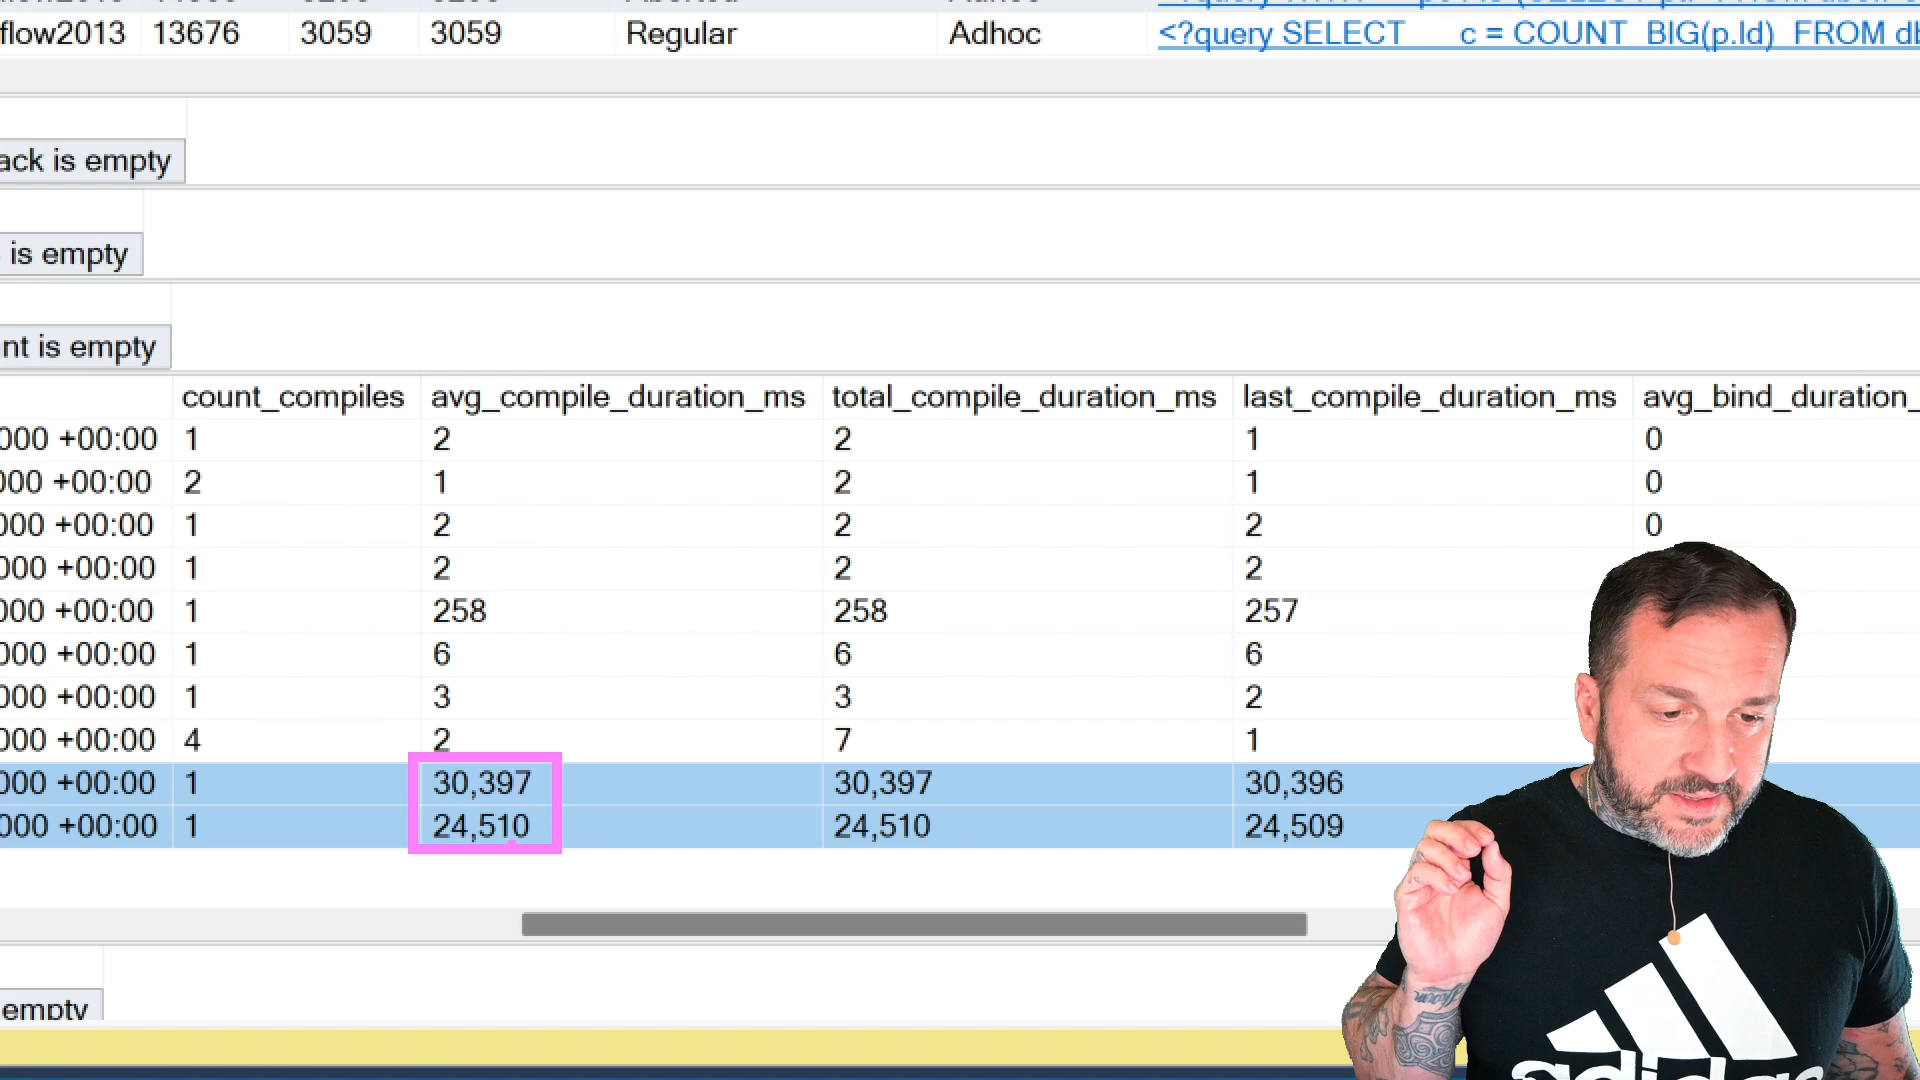 flow2013 13676 3059 3059 Regular Adhoc <?query SELECT c = COUNT_BIG(p.Id) FROM db
ack is empty
is empty
nt is empty
count_compiles avg_compile_duration_ms total_compile_duration_ms last_compile_duration_ms avg_bind_duration_
000 +00:00 1 2 2 1 0
000 +00:00 2 1 2 1 0
000 +00:00 1 2 2 2 0
000 +00:00 1 2 2 2
000 +00:00 1 258 258 257
000 +00:00 1 6 6 6
000 +00:00 1 3 3 2
000 +00:00 4 2 7 1
000 +00:00 1 30,397 30,397 30,396
000 +00:00 1 24,510 24,510 24,509
empty
adidas